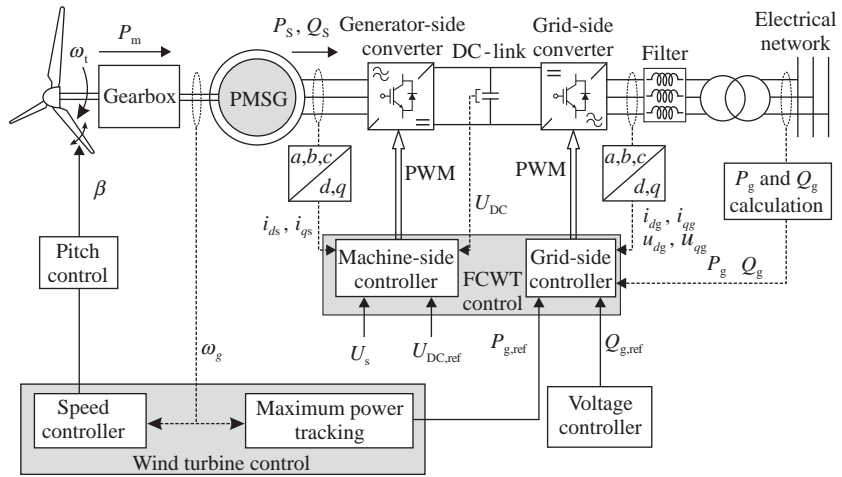 P_m
ω_t
Gearbox
PMSG
P_S, Q_S
Generator-side
converter
DC-link
Grid-side
converter
Filter
Electrical
network
a,b,c
d,q
PWM
U_DC
PWM
a,b,c
d,q
P_g and Q_g
calculation
β
i_ds, i_qs
i_dg, i_qg
u_dg, u_qg
P_g Q_g
Pitch
control
Machine-side
controller
Grid-side
controller
FCWT
control
ω_g
U_s
U_DC,ref
P_g,ref
Q_g,ref
Speed
controller
Maximum power
tracking
Voltage
controller
Wind turbine control